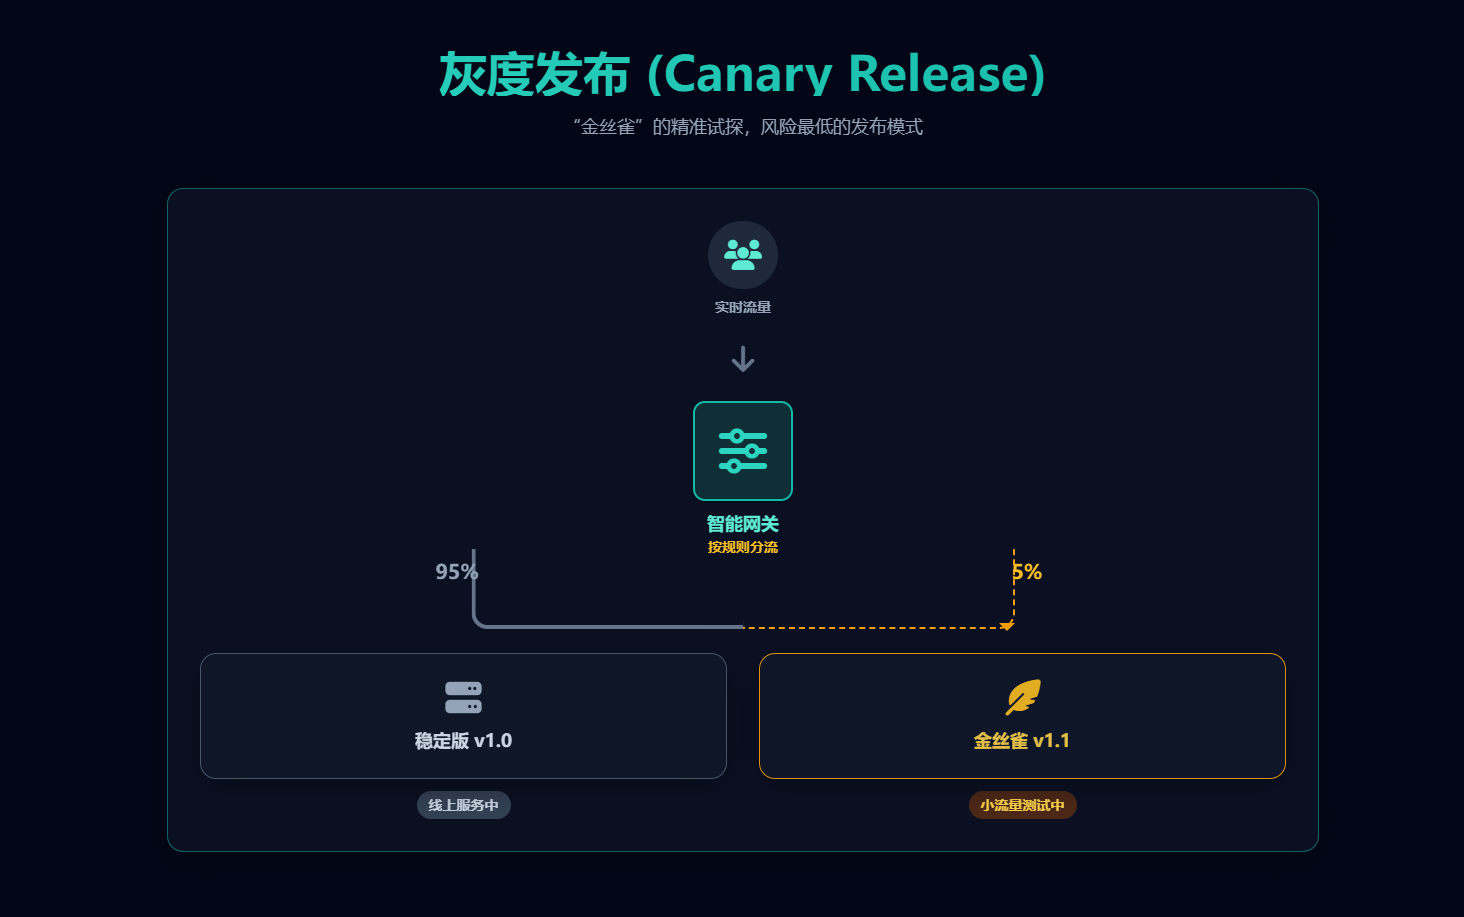 灰度发布 (Canary Release)
“金丝雀”的精准试探，风险最低的发布模式
实时流量
智能网关
按规则分流
95%
5%
稳定版 v1.0
金丝雀 v1.1
线上服务中
小流量测试中